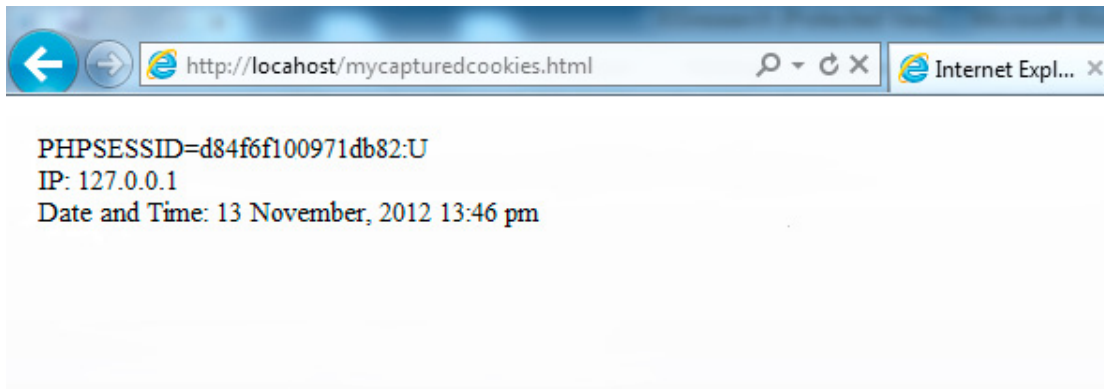 http://locahost/mycapturedcookies.html
Internet Expl...
PHPSESSID=d84f6f100971db82:U
IP: 127.0.0.1
Date and Time: 13 November, 2012 13:46 pm